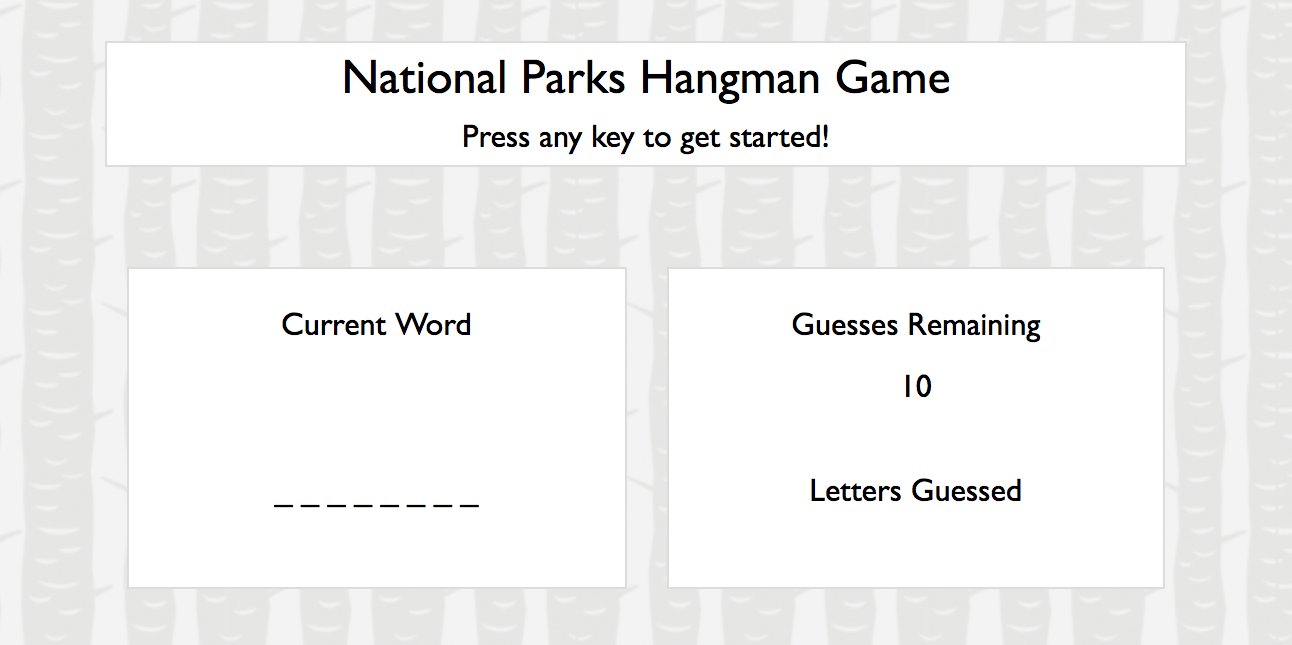 National Parks Hangman Game
Press any key to get started!
Current Word
_ _ _ _ _ _ _ _
Guesses Remaining
10
Letters Guessed